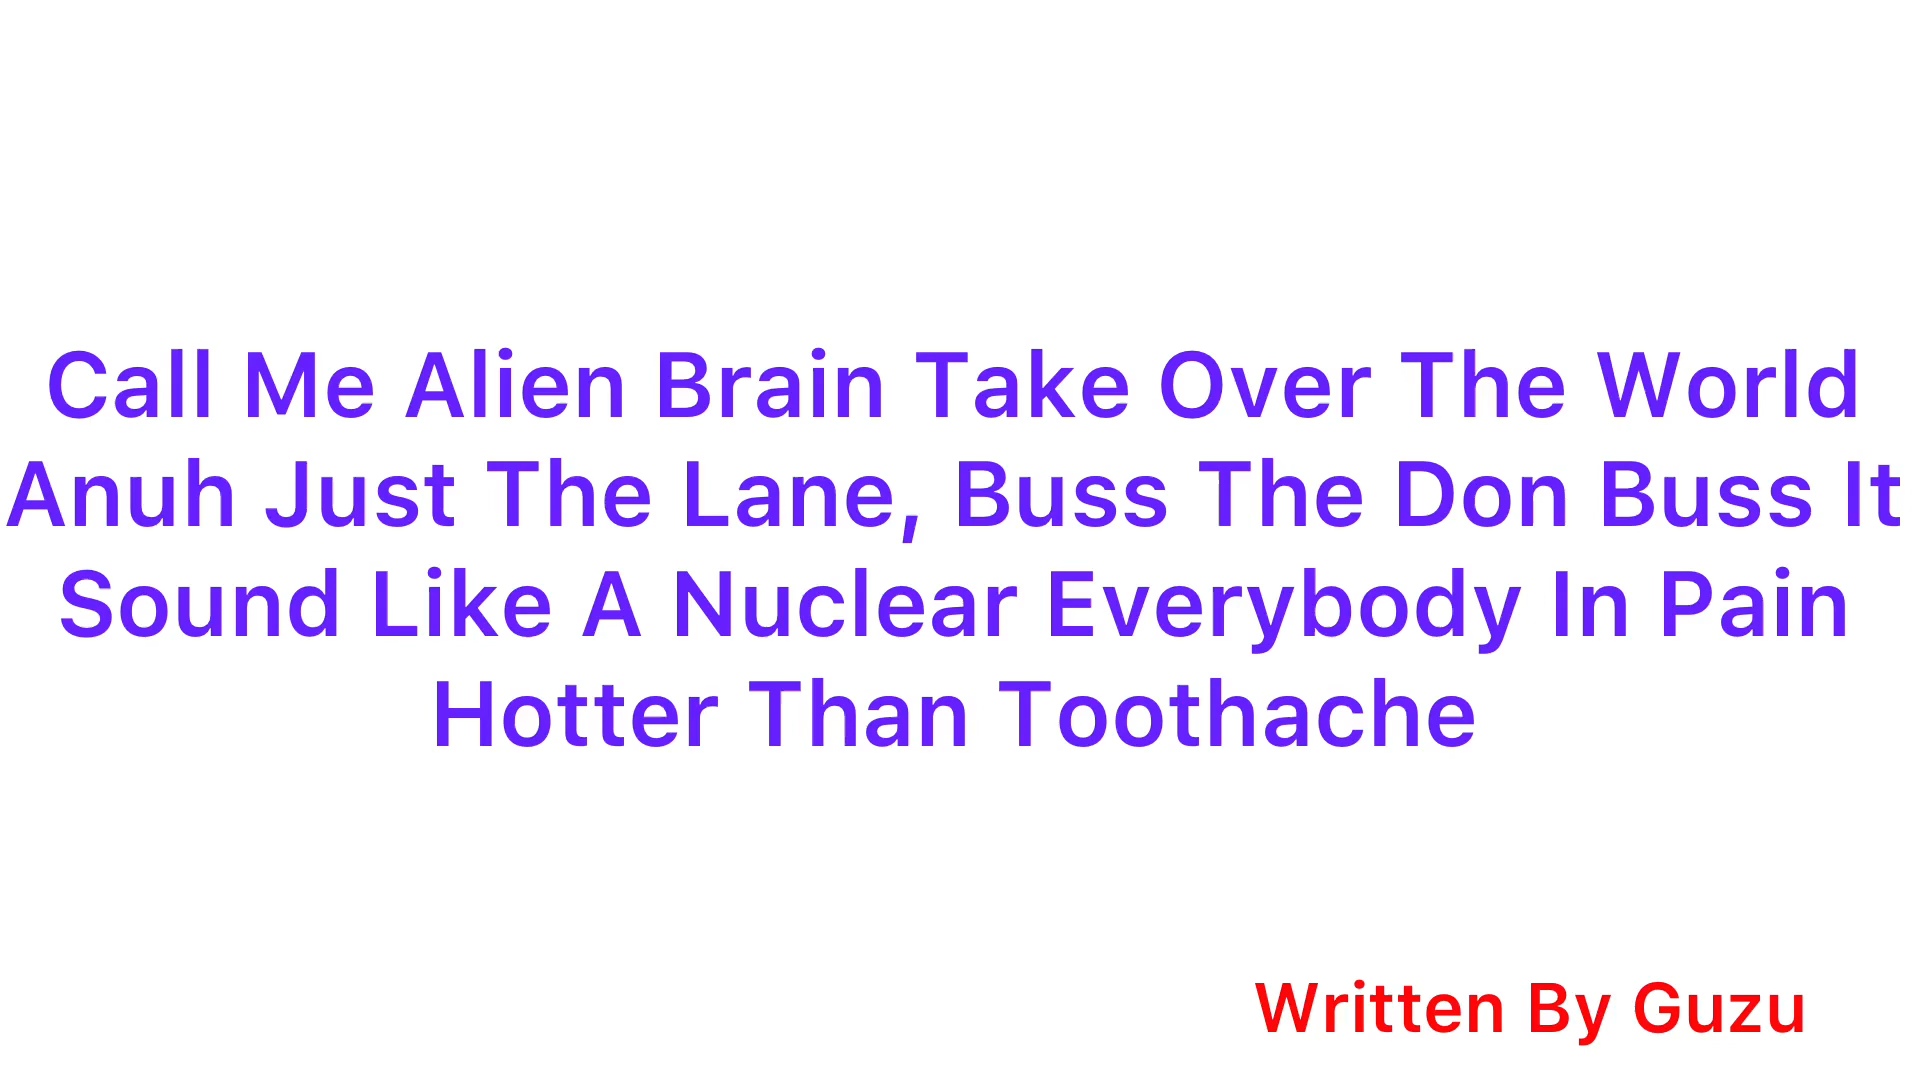 Call Me Alien Brain Take Over The World
Anuh Just The Lane, Buss The Don Buss It
Sound Like A Nuclear Everybody In Pain
Hotter Than Toothache
Written By Guzu